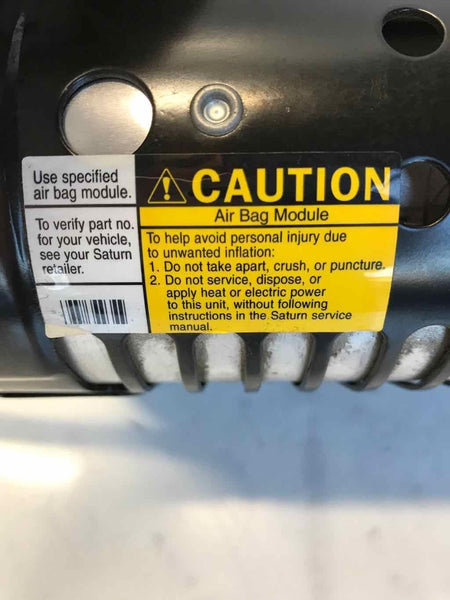 Use specified
air bag module.
To verify part no.
for your vehicle,
see your Saturn
retailer.
CAUTION
Air Bag Module
To help avoid personal injury due
to unwanted inflation:
1. Do not take apart, crush, or puncture.
2. Do not service, dispose, or
apply heat or electric power
to this unit, without following
instructions in the Saturn service
manual.